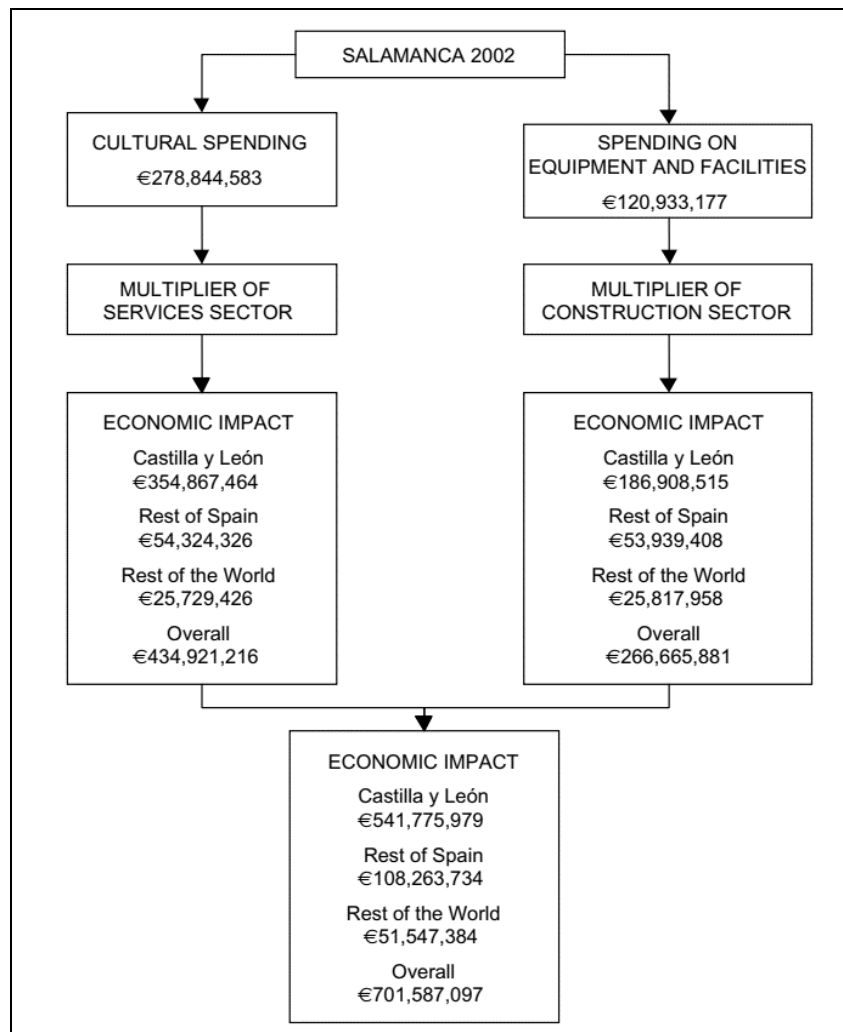 SALAMANCA 2002
CULTURAL SPENDING
€278,844,583
SPENDING ON
EQUIPMENT AND FACILITIES
€120,933,177
MULTIPLIER OF
SERVICES SECTOR
MULTIPLIER OF
CONSTRUCTION SECTOR
ECONOMIC IMPACT
Castilla y León
€354,867,464
Rest of Spain
€54,324,326
Rest of the World
€25,729,426
Overall
€434,921,216
ECONOMIC IMPACT
Castilla y León
€186,908,515
Rest of Spain
€53,939,408
Rest of the World
€25,817,958
Overall
€266,665,881
ECONOMIC IMPACT
Castilla y León
€541,775,979
Rest of Spain
€108,263,734
Rest of the World
€51,547,384
Overall
€701,587,097